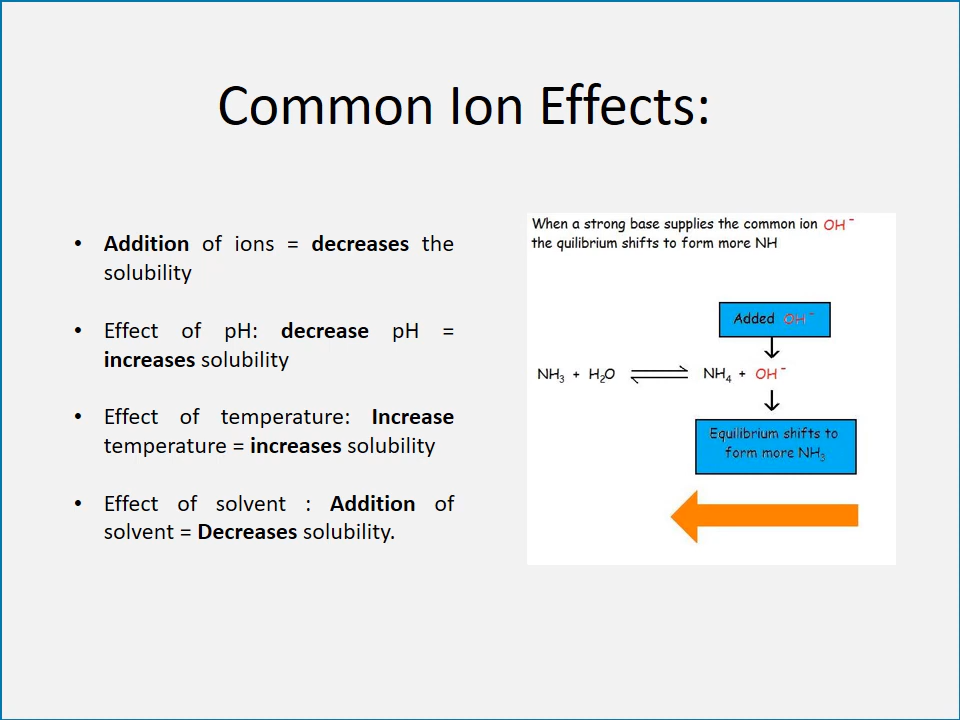 Common Ion Effects:
• Addition of ions = decreases the
solubility
• Effect of pH: decrease pH =
increases solubility
• Effect of temperature: Increase
temperature = increases solubility
• Effect of solvent : Addition of
solvent = Decreases solubility.
When a strong base supplies the common ion OH⁻
the quilibrium shifts to form more NH
Added OH⁻
NH₃ + H₂O ⇌ NH₄ + OH⁻
Equilibrium shifts to
form more NH₃